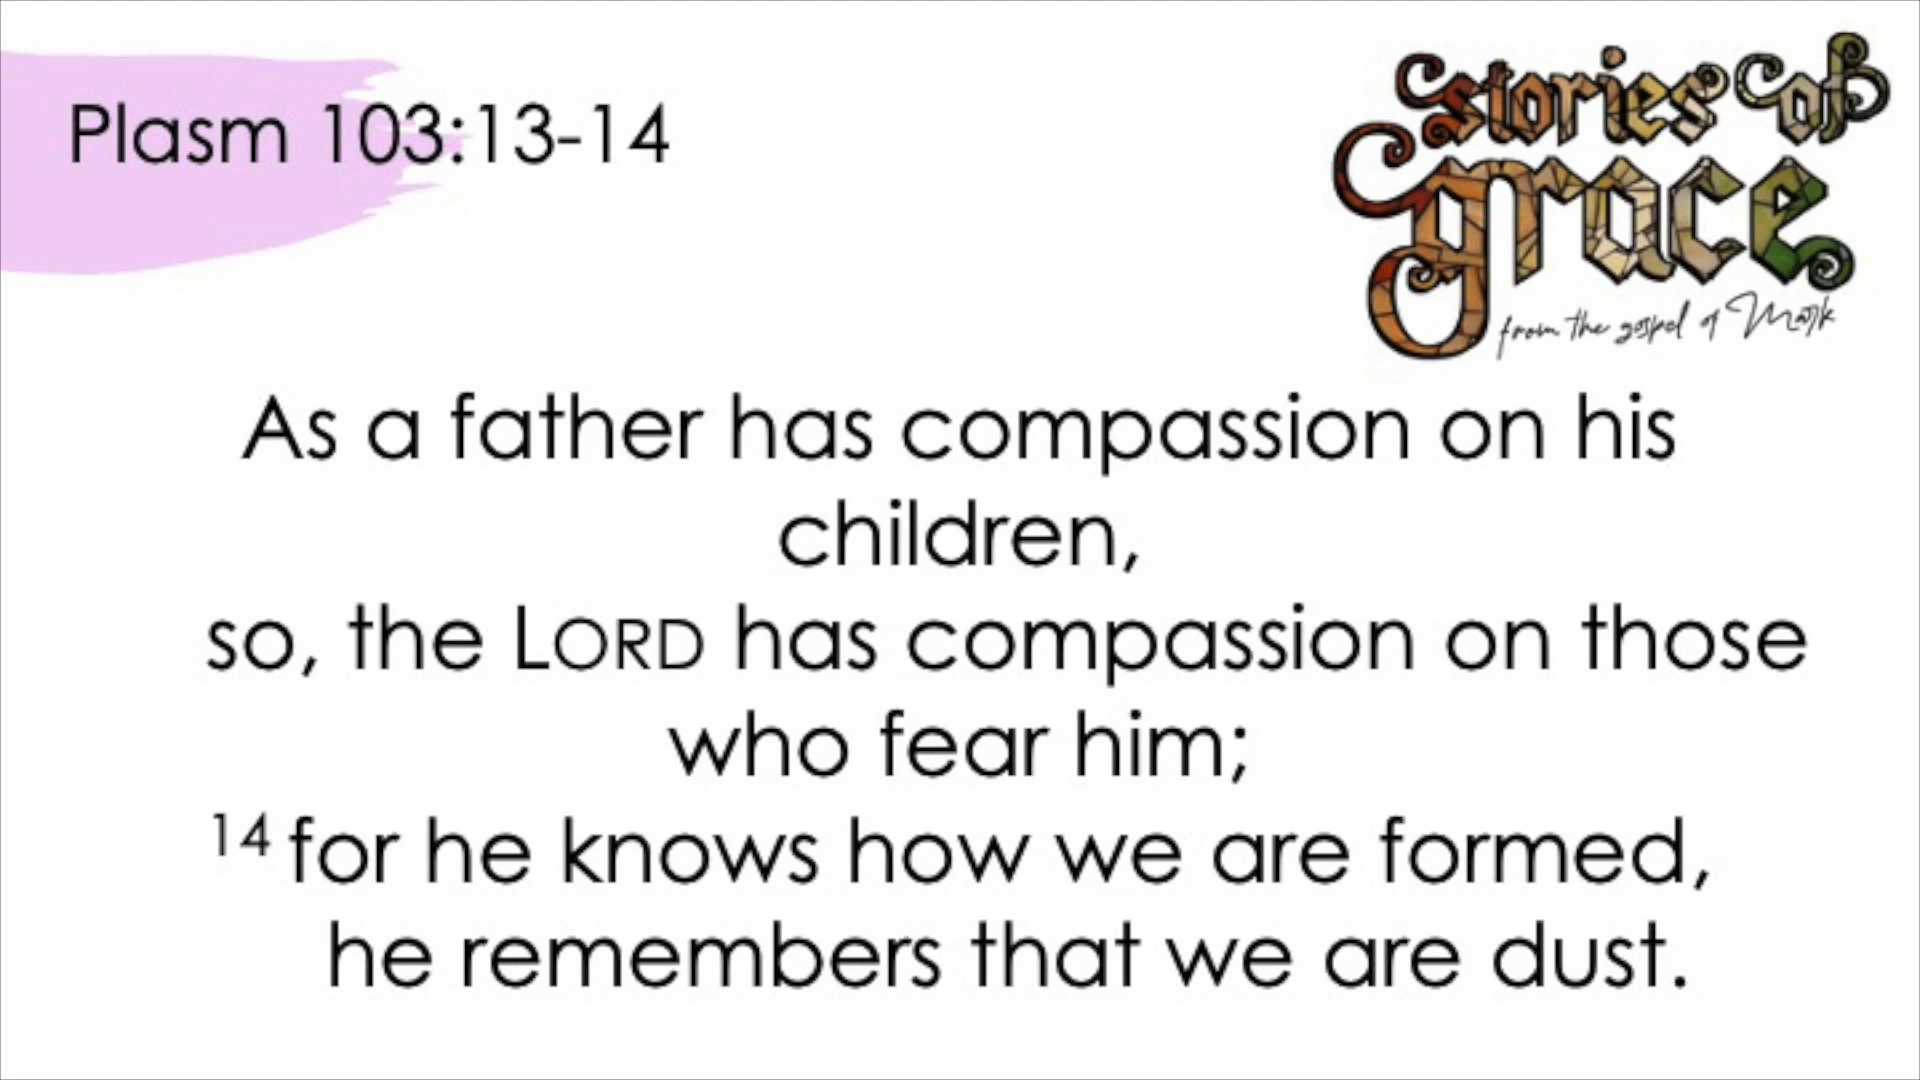 Plasm 103:13-14
stories of
grace
from the gospel of Mark
As a father has compassion on his
children,
so, the LORD has compassion on those
who fear him;
14 for he knows how we are formed,
he remembers that we are dust.